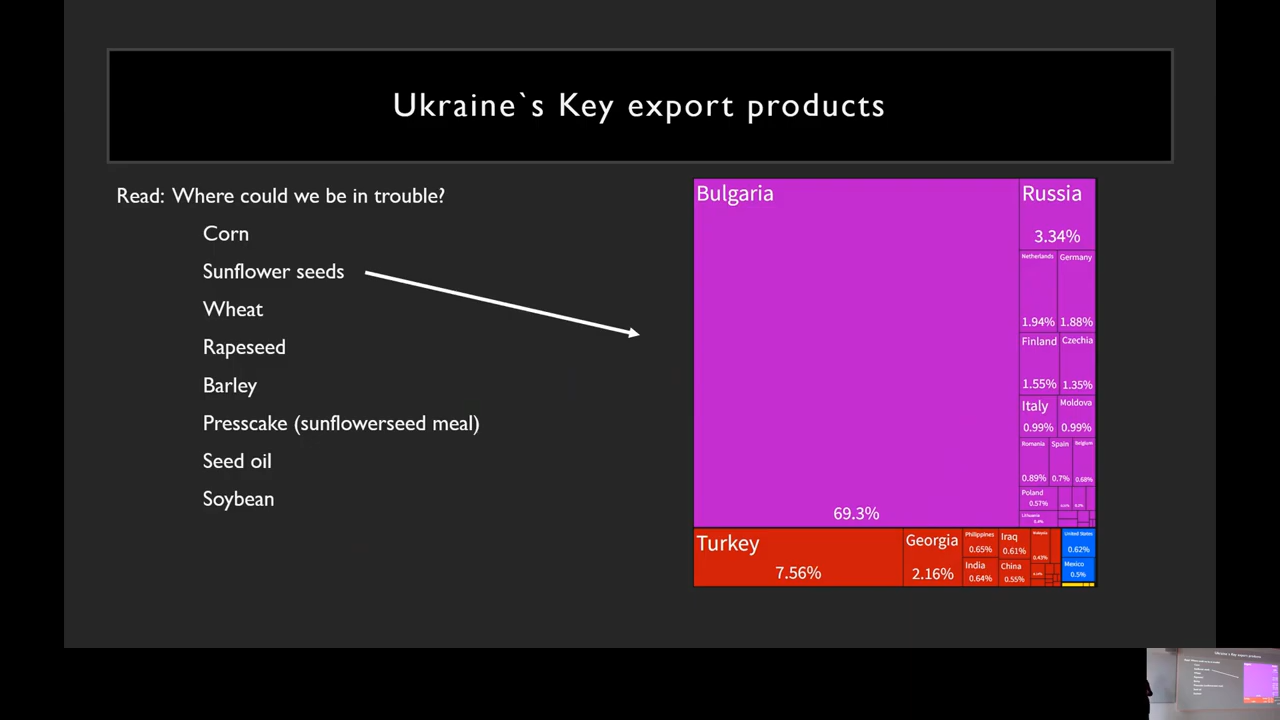 Ukraine`s Key export products
Read: Where could we be in trouble?
Corn
Sunflower seeds
Wheat
Rapeseed
Barley
Presscake (sunflowerseed meal)
Seed oil
Soybean
Bulgaria
69.3%
Russia
3.34%
Netherlands
1.94%
Germany
1.88%
Finland
1.55%
Czechia
1.35%
Italy
0.99%
Moldova
0.99%
Romania
0.89%
Spain
0.7%
Belgium
0.68%
Poland
0.57%
Turkey
7.56%
Georgia
2.16%
Philippines
0.65%
India
0.64%
Iraq
0.61%
China
0.55%
0.43%
United States
0.62%
Mexico
0.5%